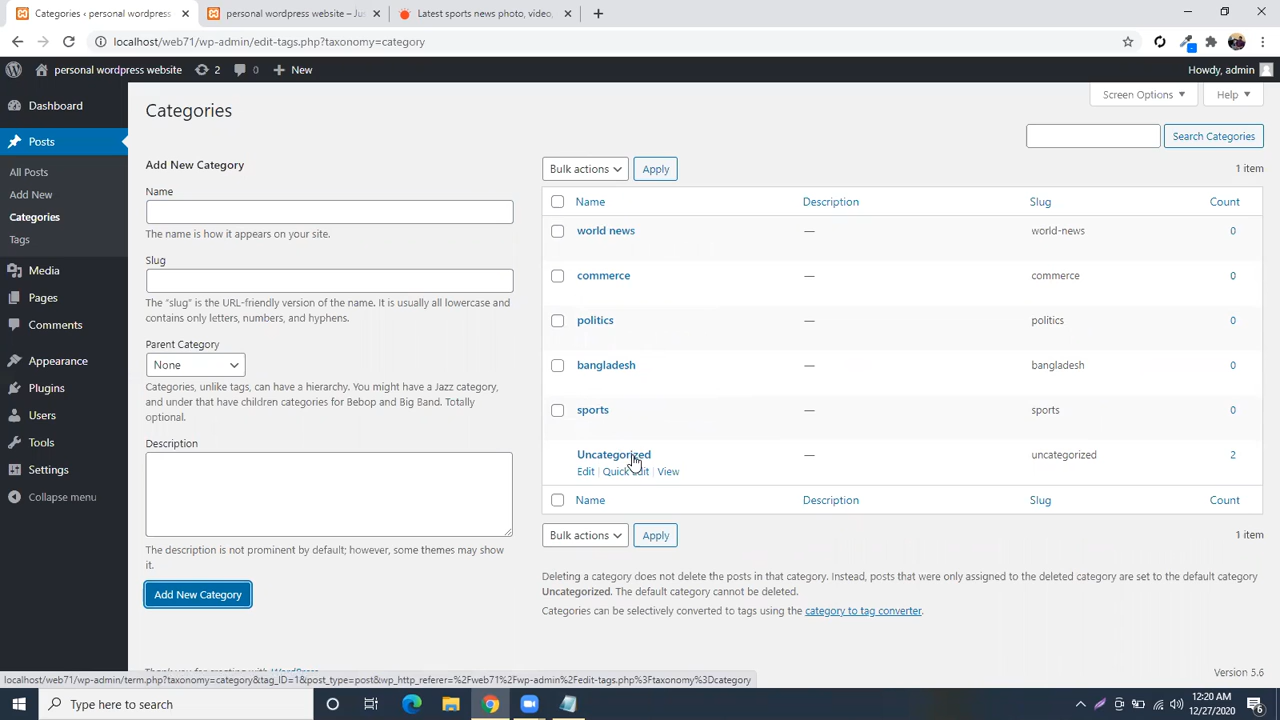 Categories ‹ personal wordpress
personal wordpress website – Jus
Latest sports news photo, video,
localhost/web71/wp-admin/edit-tags.php?taxonomy=category
personal wordpress website
2
0
New
Howdy, admin
Dashboard
Posts
All Posts
Add New
Categories
Tags
Media
Pages
Comments
Appearance
Plugins
Users
Tools
Settings
Collapse menu
Screen Options
Help
Categories
Search Categories
Add New Category
Name
The name is how it appears on your site.
Slug
The “slug” is the URL-friendly version of the name. It is usually all lowercase and
contains only letters, numbers, and hyphens.
Parent Category
None
Categories, unlike tags, can have a hierarchy. You might have a Jazz category,
and under that have children categories for Bebop and Big Band. Totally
optional.
Description
The description is not prominent by default; however, some themes may show
it.
Add New Category
Bulk actions
Apply
1 item
Name Description Slug Count
world news — world-news 0
commerce — commerce 0
politics — politics 0
bangladesh — bangladesh 0
sports — sports 0
Uncategorized — uncategorized 2
Edit | Quick Edit | View
Name Description Slug Count
Bulk actions
Apply
1 item
Deleting a category does not delete the posts in that category. Instead, posts that were only assigned to the deleted category are set to the default category
Uncategorized. The default category cannot be deleted.
Categories can be selectively converted to tags using the category to tag converter.
Thank you for creating with WordPress
Version 5.6
localhost/web71/wp-admin/term.php?taxonomy=category&tag_ID=1&post_type=post&wp_http_referer=%2Fweb71%2Fwp-admin%2Fedit-tags.php%3Ftaxonomy%3Dcategory
Type here to search
12:20 AM
12/27/2020
6